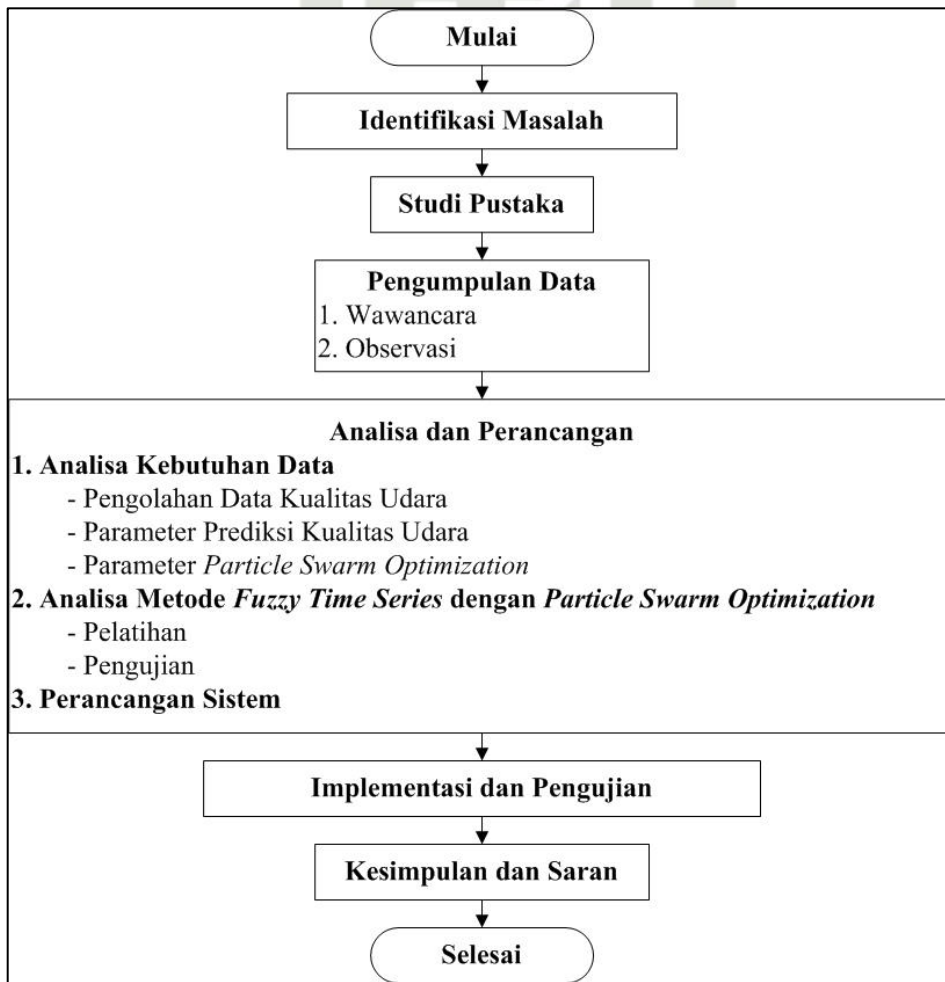 Mulai
Identifikasi Masalah
Studi Pustaka
Pengumpulan Data
1. Wawancara
2. Observasi
Analisa dan Perancangan
1. Analisa Kebutuhan Data
- Pengolahan Data Kualitas Udara
- Parameter Prediksi Kualitas Udara
- Parameter Particle Swarm Optimization
2. Analisa Metode Fuzzy Time Series dengan Particle Swarm Optimization
- Pelatihan
- Pengujian
3. Perancangan Sistem
Implementasi dan Pengujian
Kesimpulan dan Saran
Selesai